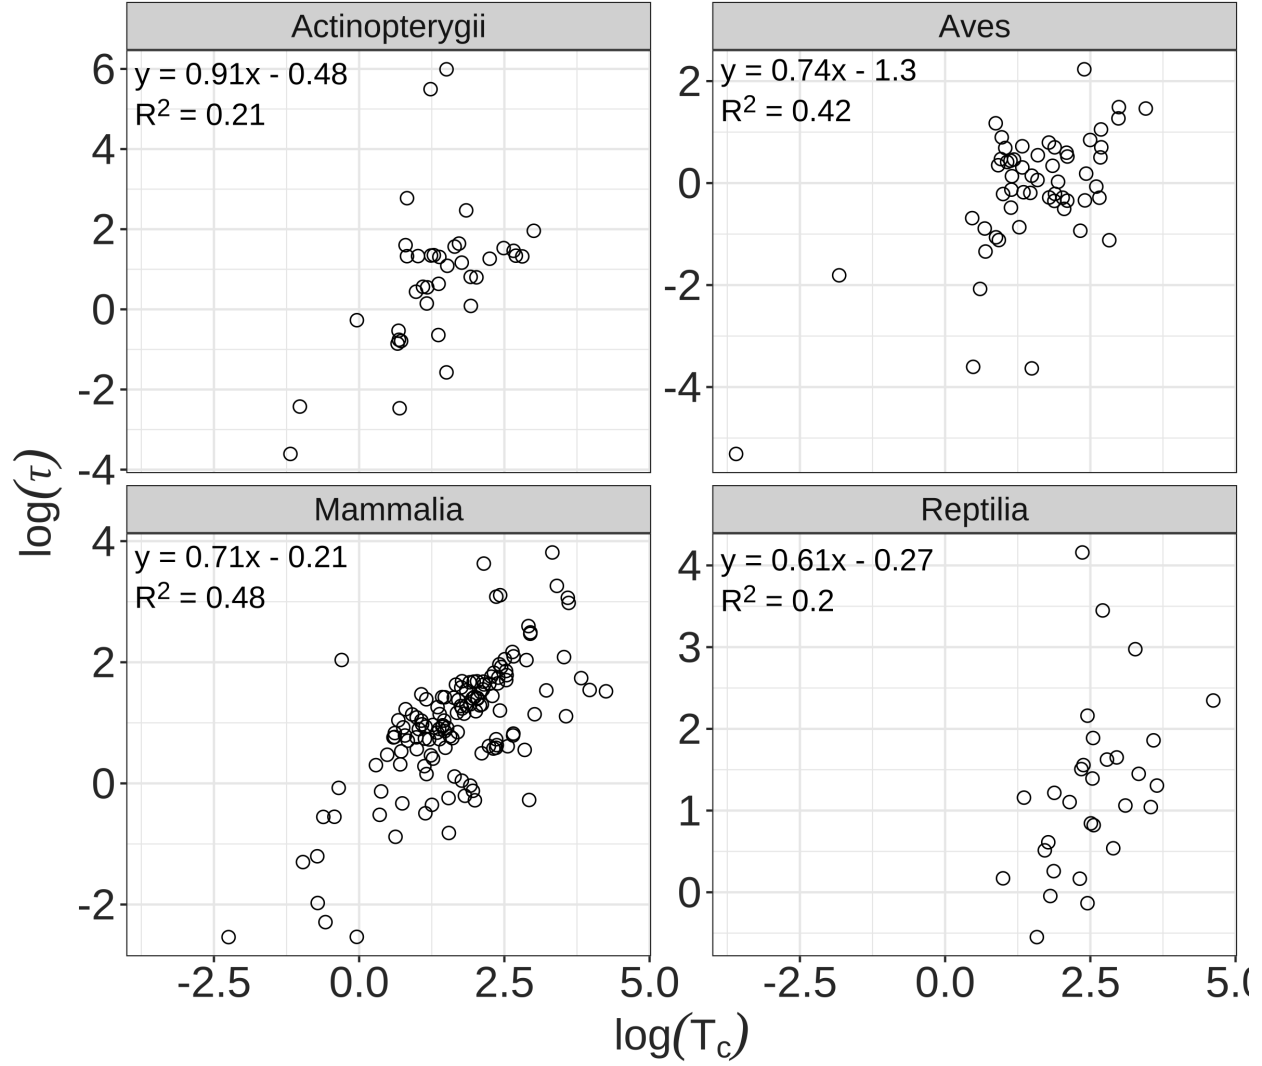 Actinopterygii
Aves
y = 0.91x - 0.48
R² = 0.21
6
4
2
0
-2
-4
y = 0.74x - 1.3
R² = 0.42
2
0
-2
-4
log(τ)
Mammalia
Reptilia
y = 0.71x - 0.21
R² = 0.48
4
2
0
-2
y = 0.61x - 0.27
R² = 0.2
4
3
2
1
0
-2.5 0.0 2.5 5.0
-2.5 0.0 2.5 5.0
log(Tc)